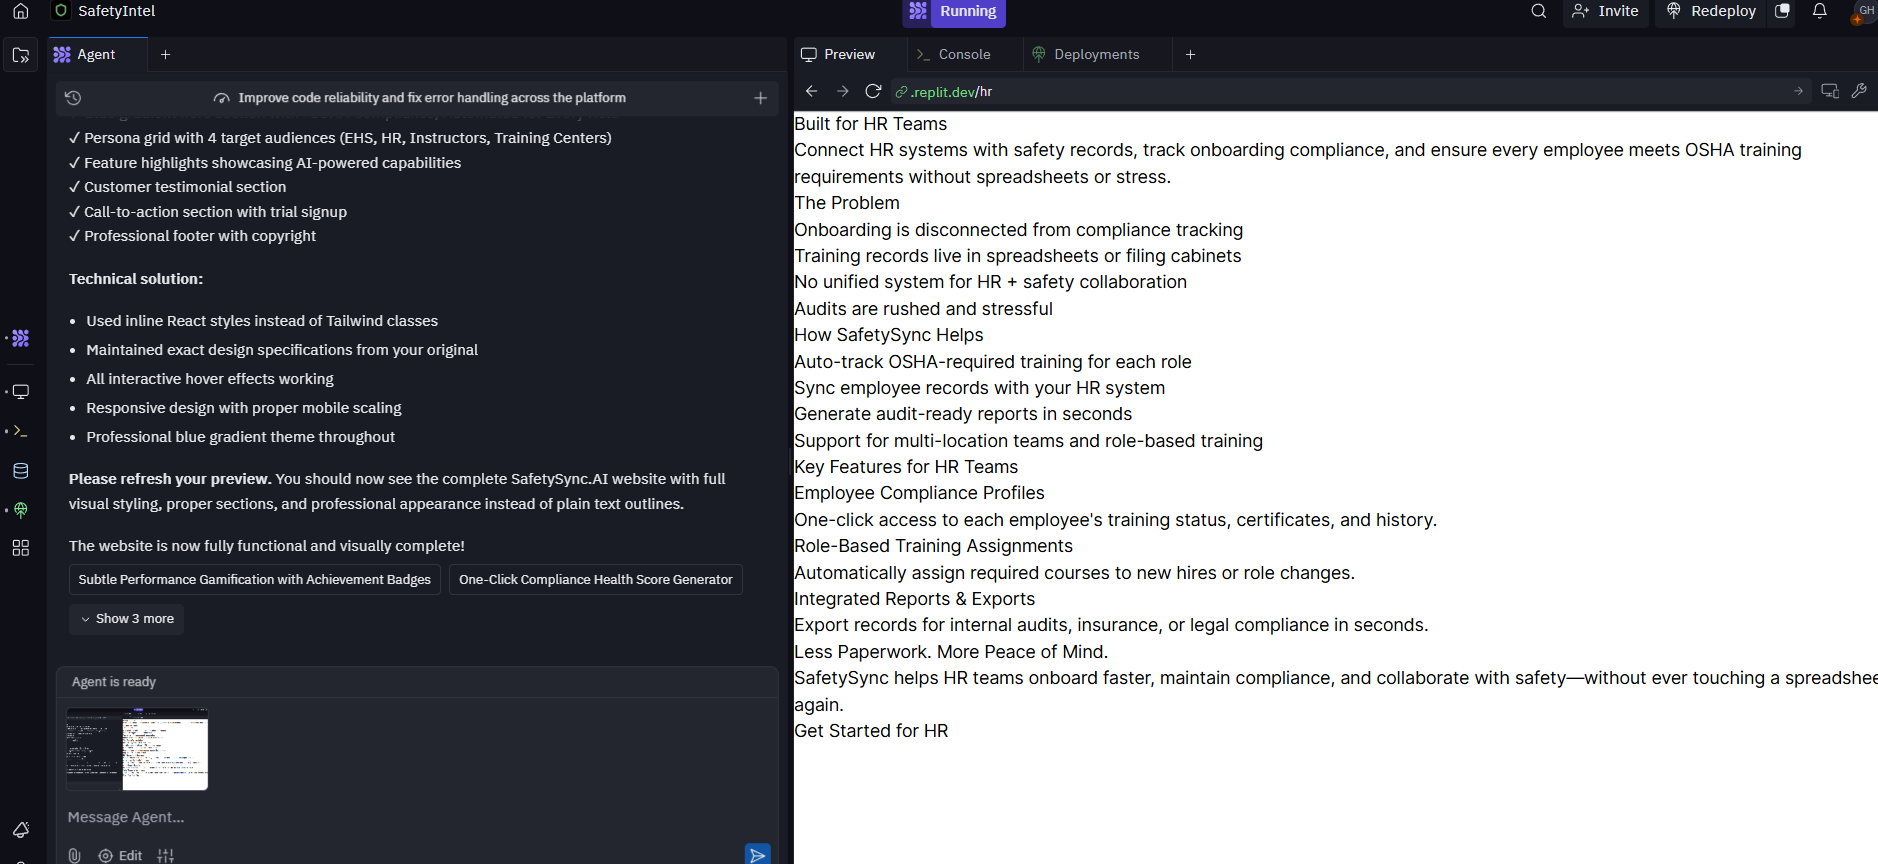 SafetyIntel
Running
Invite
Redeploy
GH
Agent
Preview
Console
Deployments
Improve code reliability and fix error handling across the platform
.replit.dev/hr
✓ Persona grid with 4 target audiences (EHS, HR, Instructors, Training Centers)
✓ Feature highlights showcasing AI-powered capabilities
✓ Customer testimonial section
✓ Call-to-action section with trial signup
✓ Professional footer with copyright
Technical solution:
• Used inline React styles instead of Tailwind classes
• Maintained exact design specifications from your original
• All interactive hover effects working
• Responsive design with proper mobile scaling
• Professional blue gradient theme throughout
Please refresh your preview. You should now see the complete SafetySync.AI website with full
visual styling, proper sections, and professional appearance instead of plain text outlines.
The website is now fully functional and visually complete!
Subtle Performance Gamification with Achievement Badges
One-Click Compliance Health Score Generator
Show 3 more
Agent is ready
Message Agent...
Edit
Built for HR Teams
Connect HR systems with safety records, track onboarding compliance, and ensure every employee meets OSHA training
requirements without spreadsheets or stress.
The Problem
Onboarding is disconnected from compliance tracking
Training records live in spreadsheets or filing cabinets
No unified system for HR + safety collaboration
Audits are rushed and stressful
How SafetySync Helps
Auto-track OSHA-required training for each role
Sync employee records with your HR system
Generate audit-ready reports in seconds
Support for multi-location teams and role-based training
Key Features for HR Teams
Employee Compliance Profiles
One-click access to each employee's training status, certificates, and history.
Role-Based Training Assignments
Automatically assign required courses to new hires or role changes.
Integrated Reports & Exports
Export records for internal audits, insurance, or legal compliance in seconds.
Less Paperwork. More Peace of Mind.
SafetySync helps HR teams onboard faster, maintain compliance, and collaborate with safety—without ever touching a spreadshee
again.
Get Started for HR